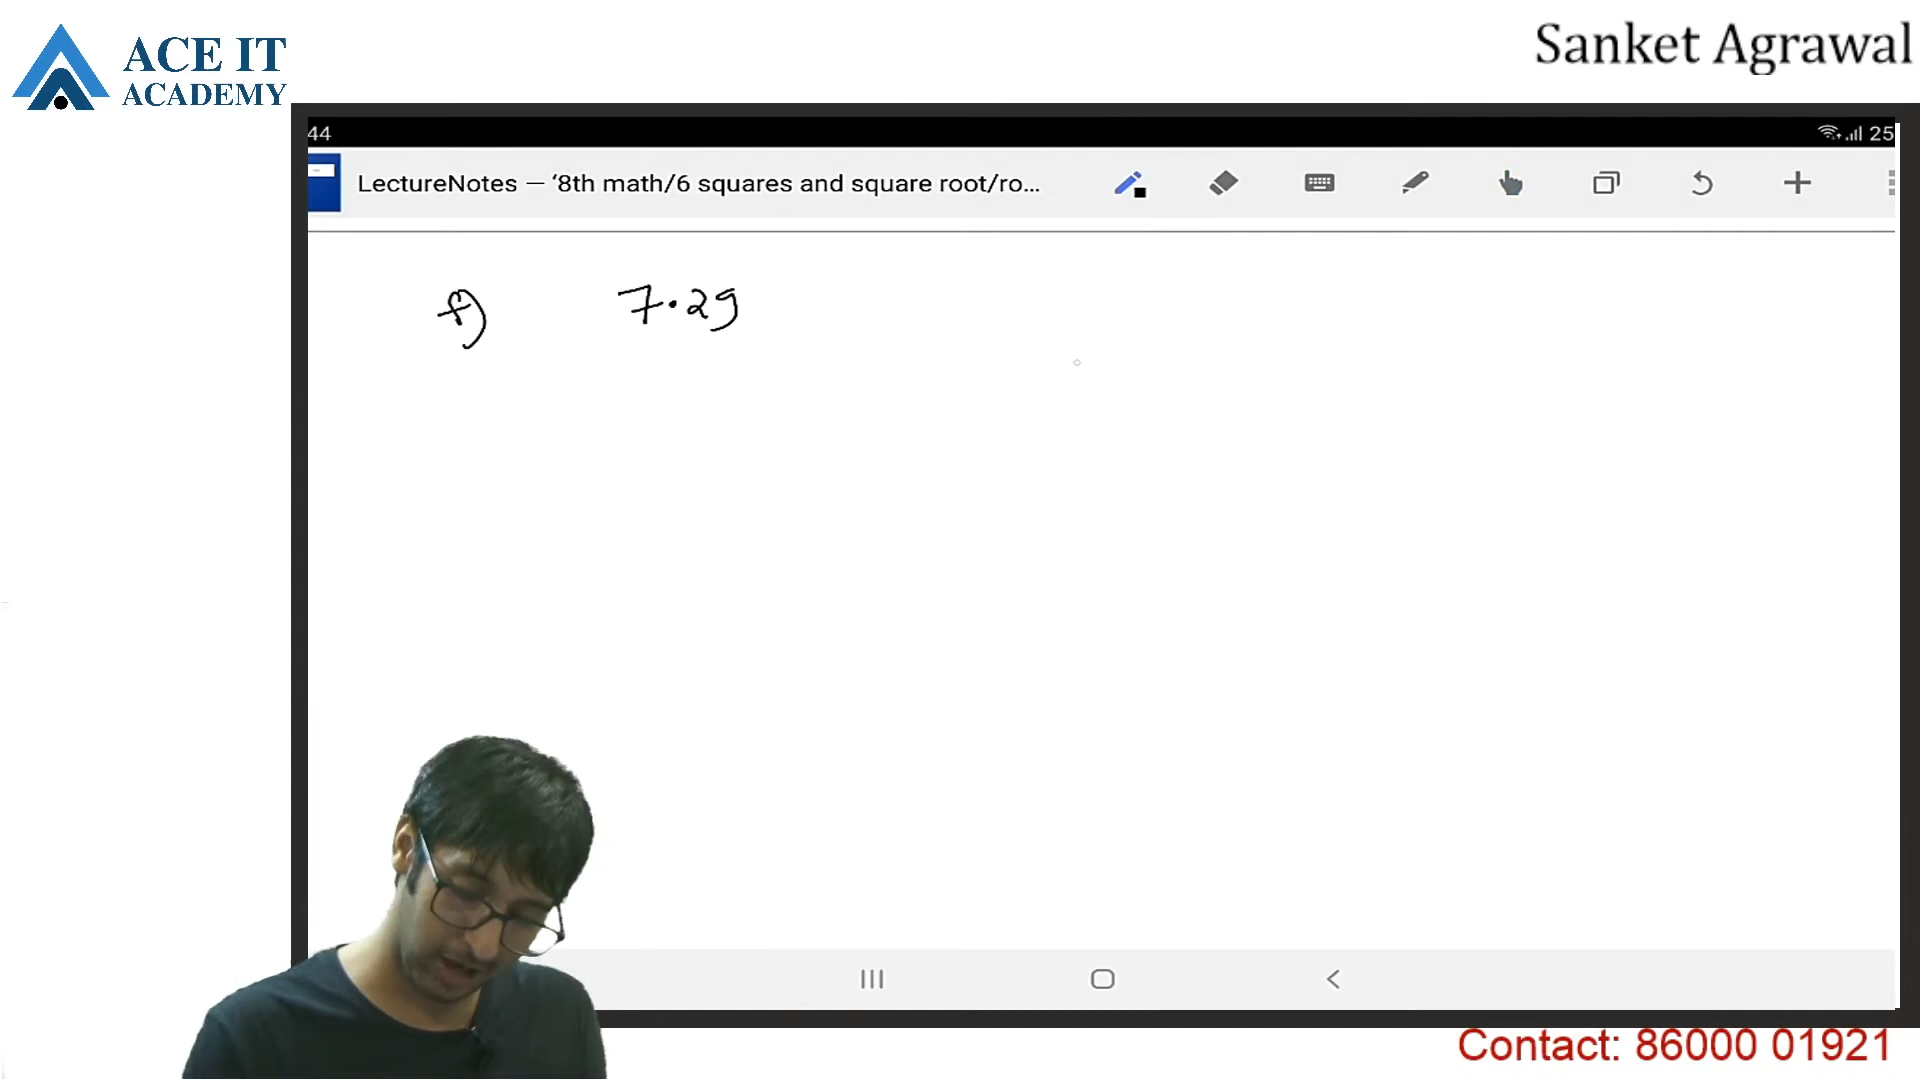 ACE IT
ACADEMY
Sanket Agrawal
44
25
LectureNotes — ‘8th math/6 squares and square root/ro...
f) 7.29
Contact: 86000 01921